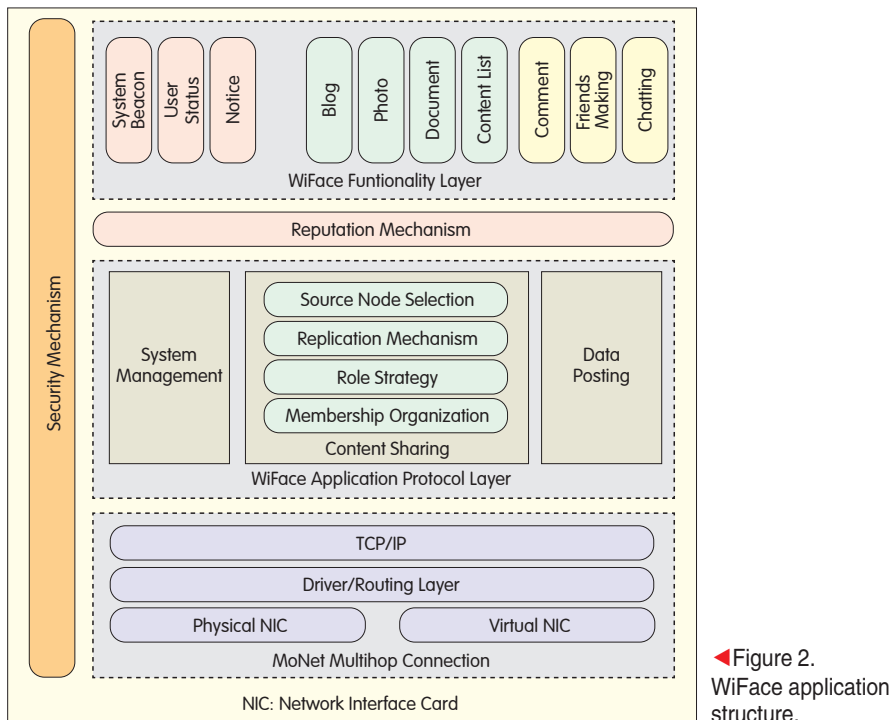 Security Mechanism
System
Beacon
User
Status
Notice
Blog
Photo
Document
Content List
Comment
Friends
Making
Chatting
WiFace Funtionality Layer
Reputation Mechanism
System
Management
Source Node Selection
Replication Mechanism
Role Strategy
Membership Organization
Content Sharing
Data
Posting
WiFace Application Protocol Layer
TCP/IP
Driver/Routing Layer
Physical NIC
Virtual NIC
MoNet Multihop Connection
NIC: Network Interface Card
◀Figure 2.
WiFace application
structure.